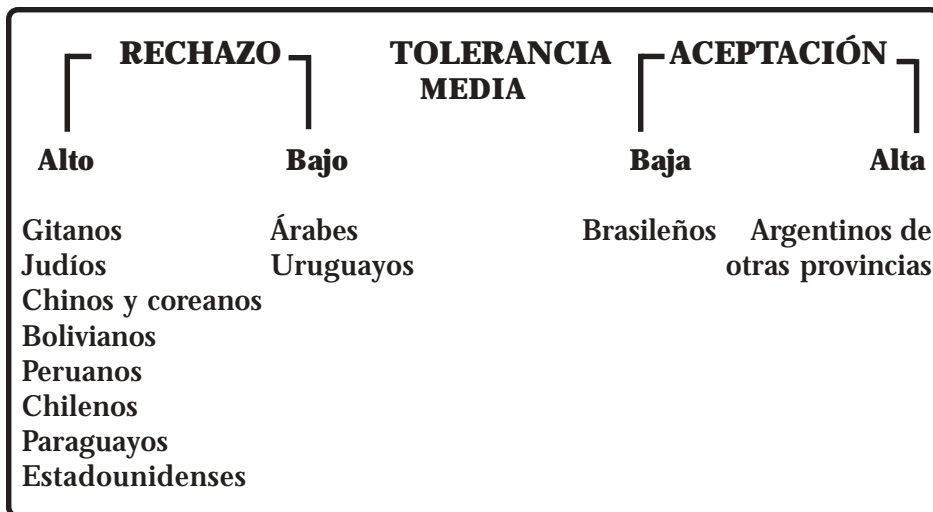 RECHAZO TOLERANCIA ACEPTACIÓN
MEDIA
Alto Bajo Baja Alta
Gitanos Árabes Brasileños Argentinos de
Judíos Uruguayos otras provincias
Chinos y coreanos
Bolivianos
Peruanos
Chilenos
Paraguayos
Estadounidenses